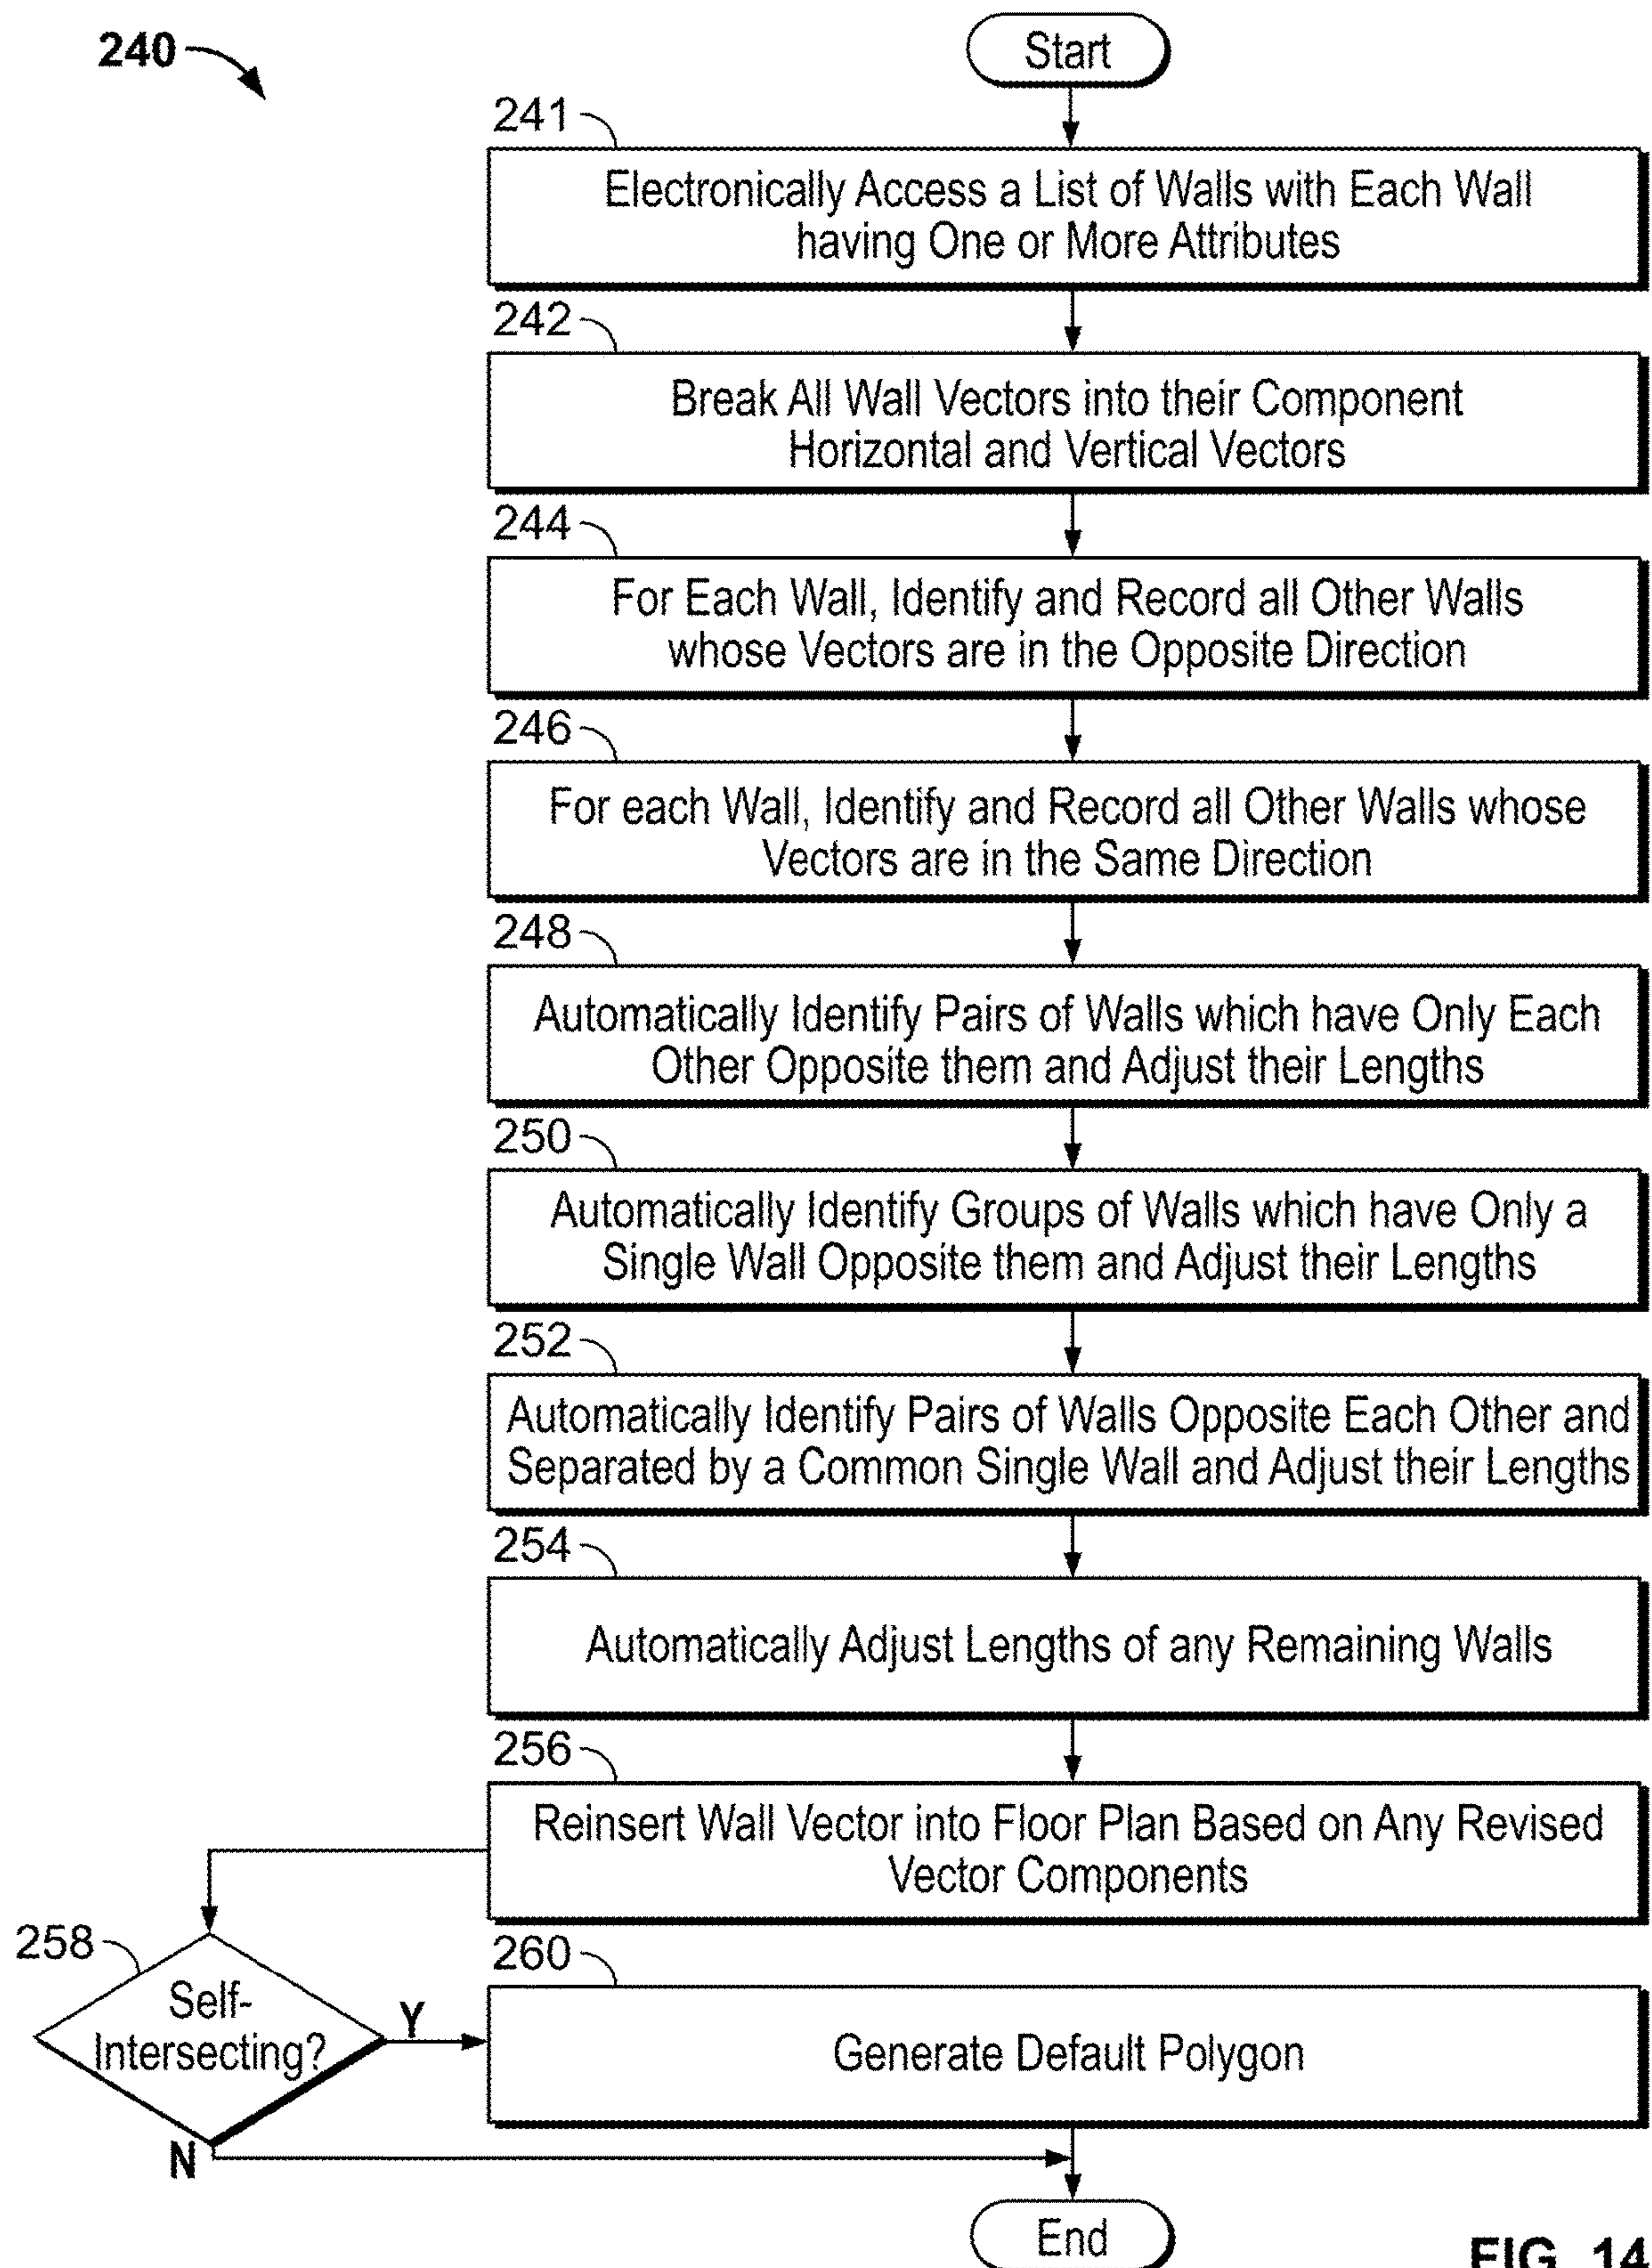 240
Start
241
Electronically Access a List of Walls with Each Wall
having One or More Attributes
242
Break All Wall Vectors into their Component
Horizontal and Vertical Vectors
244
For Each Wall, Identify and Record all Other Walls
whose Vectors are in the Opposite Direction
246
For each Wall, Identify and Record all Other Walls whose
Vectors are in the Same Direction
248
Automatically Identify Pairs of Walls which have Only Each
Other Opposite them and Adjust their Lengths
250
Automatically Identify Groups of Walls which have Only a
Single Wall Opposite them and Adjust their Lengths
252
Automatically Identify Pairs of Walls Opposite Each Other and
Separated by a Common Single Wall and Adjust their Lengths
254
Automatically Adjust Lengths of any Remaining Walls
256
Reinsert Wall Vector into Floor Plan Based on Any Revised
Vector Components
258
Self-
Intersecting?
Y
N
260
Generate Default Polygon
End
FIG. 14